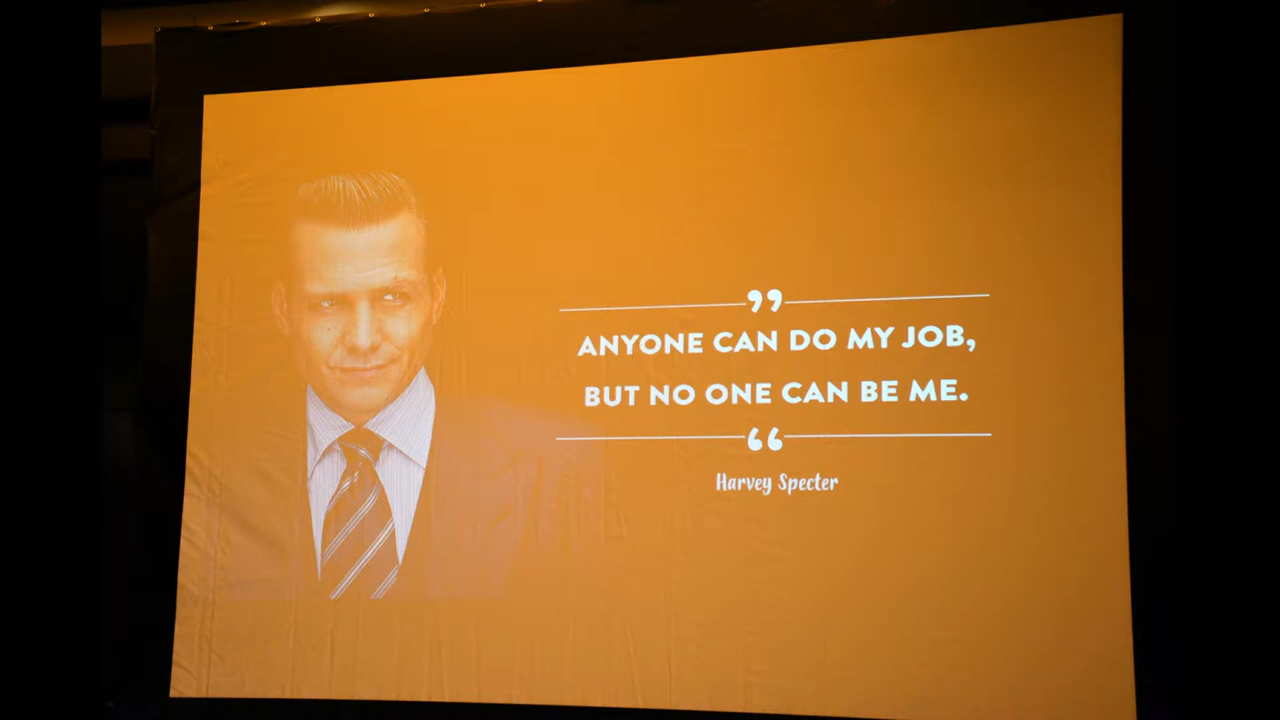 ”
ANYONE CAN DO MY JOB,
BUT NO ONE CAN BE ME.
“
Harvey Specter